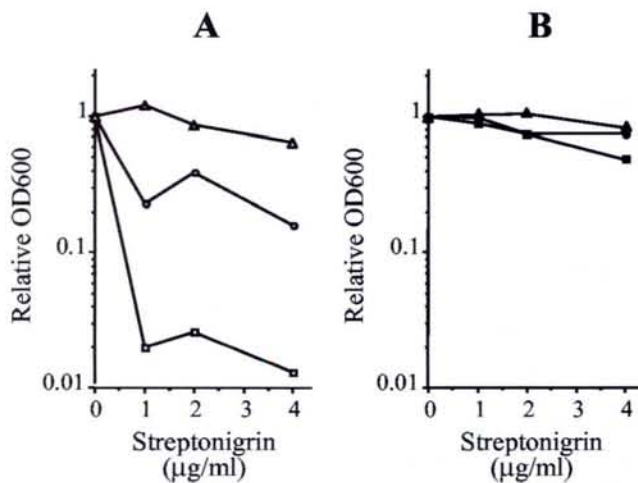 A
B
Relative OD600
1
0.1
0.01
0 1 2 3 4
Streptonigrin
(μg/ml)
Relative OD600
1
0.1
0.01
0 1 2 3 4
Streptonigrin
(μg/ml)